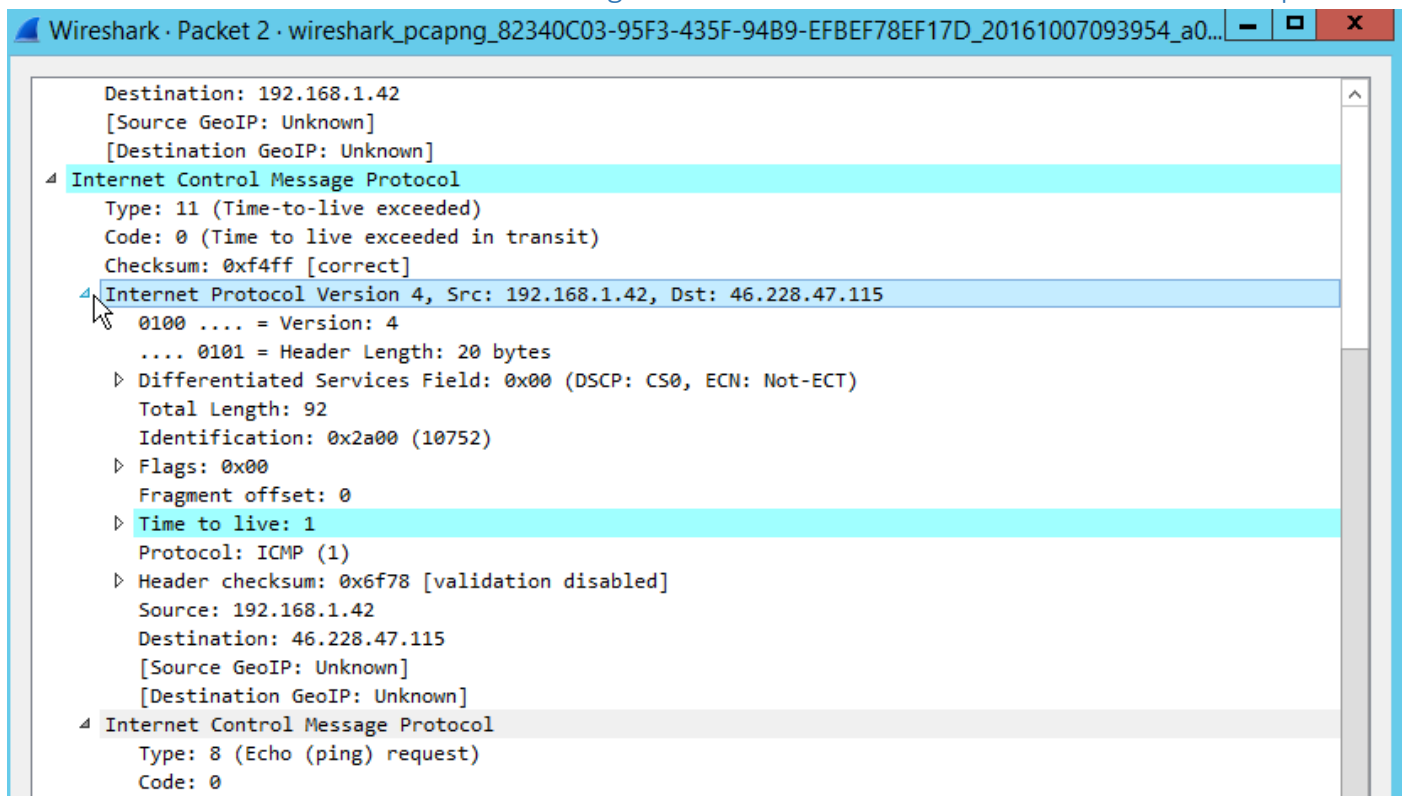 Wireshark · Packet 2 · wireshark_pcapng_82340C03-95F3-435F-94B9-EFBEF78EF17D_20161007093954_a0...
Destination: 192.168.1.42
[Source GeoIP: Unknown]
[Destination GeoIP: Unknown]
Internet Control Message Protocol
Type: 11 (Time-to-live exceeded)
Code: 0 (Time to live exceeded in transit)
Checksum: 0xf4ff [correct]
Internet Protocol Version 4, Src: 192.168.1.42, Dst: 46.228.47.115
0100 .... = Version: 4
.... 0101 = Header Length: 20 bytes
Differentiated Services Field: 0x00 (DSCP: CS0, ECN: Not-ECT)
Total Length: 92
Identification: 0x2a00 (10752)
Flags: 0x00
Fragment offset: 0
Time to live: 1
Protocol: ICMP (1)
Header checksum: 0x6f78 [validation disabled]
Source: 192.168.1.42
Destination: 46.228.47.115
[Source GeoIP: Unknown]
[Destination GeoIP: Unknown]
Internet Control Message Protocol
Type: 8 (Echo (ping) request)
Code: 0